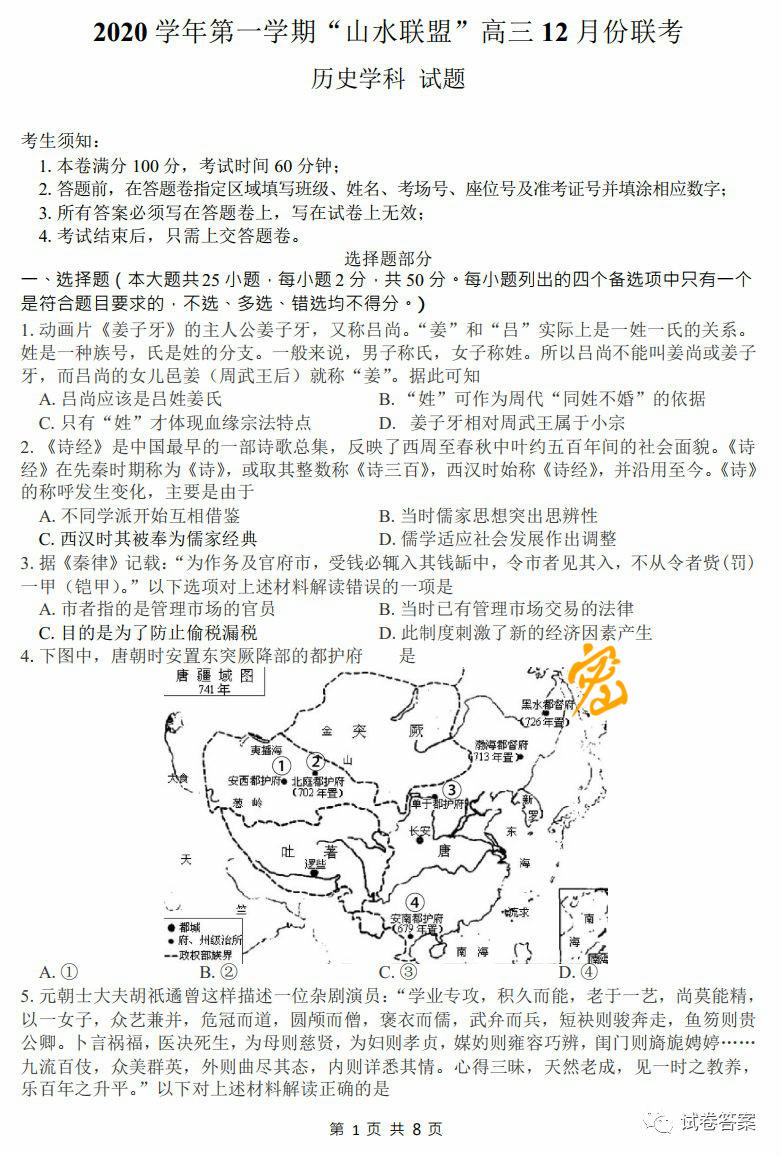 2020 学年第一学期“山水联盟”高三 12 月份联考
历史学科 试题
考生须知：
1. 本卷满分 100 分，考试时间 60 分钟；
2. 答题前，在答题卷指定区域填写班级、姓名、考场号、座位号及准考证号并填涂相应数字；
3. 所有答案必须写在答题卷上，写在试卷上无效；
4. 考试结束后，只需上交答题卷。
选择题部分
一、选择题（本大题共 25 小题，每小题 2 分，共 50 分。每小题列出的四个备选项中只有一个
是符合题目要求的，不选、多选、错选均不得分。)
1. 动画片《姜子牙》的主人公姜子牙，又称吕尚。“姜”和“吕”实际上是一姓一氏的关系。
姓是一种族号，氏是姓的分支。一般来说，男子称氏，女子称姓。所以吕尚不能叫姜尚或姜子
牙，而吕尚的女儿邑姜（周武王后）就称“姜”。据此可知
A. 吕尚应该是吕姓姜氏 B. “姓”可作为周代“同姓不婚”的依据
C. 只有“姓”才体现血缘宗法特点 D. 姜子牙相对周武王属于小宗
2. 《诗经》是中国最早的一部诗歌总集，反映了西周至春秋中叶约五百年间的社会面貌。《诗
经》在先秦时期称为《诗》，或取其整数称《诗三百》，西汉时始称《诗经》，并沿用至今。《诗》
的称呼发生变化，主要是由于
A. 不同学派开始互相借鉴 B. 当时儒家思想突出思辨性
C. 西汉时其被奉为儒家经典 D. 儒学适应社会发展作出调整
3. 据《秦律》记载：“为作务及官府市，受钱必辄入其钱缿中，令市者见其入，不从令者赀(罚)
一甲（铠甲）。”以下选项对上述材料解读错误的一项是
A. 市者指的是管理市场的官员 B. 当时已有管理市场交易的法律
C. 目的是为了防止偷税漏税 D. 此制度刺激了新的经济因素产生
4. 下图中，唐朝时安置东突厥降部的都护府 是
密
唐疆域图
741 年
黑水都督府
(726 年置)
金 突 厥
渤海都督府
(713 年置)
夷播海
山
① ②
大食
安西都护府 北庭都护府
(702 年置)
③
葱岭
单于都护府
新罗
长安
东海
吐蕃
唐
逻些
天竺
④
安南都护府
(679 年置)
流求
南海
南海
都城
府、州级治所
政权部族界
A. ① B. ② C. ③ D. ④
5. 元朝士大夫胡祇遹曾这样描述一位杂剧演员：“学业专攻，积久而能，老于一艺，尚莫能精，
以一女子，众艺兼并，危冠而道，圆颅而僧，褒衣而儒，武弁而兵，短袂则骏奔走，鱼笏则贵
公卿。卜言祸福，医决死生，为母则慈贤，为妇则孝贞，媒妁则雍容巧辨，闺门则旖旎娉婷……
九流百伎，众美群英，外则曲尽其态，内则详悉其情。心得三昧，天然老成，见一时之教养，
乐百年之升平。”以下对上述材料解读正确的是
第 1 页 共 8 页
试卷答案